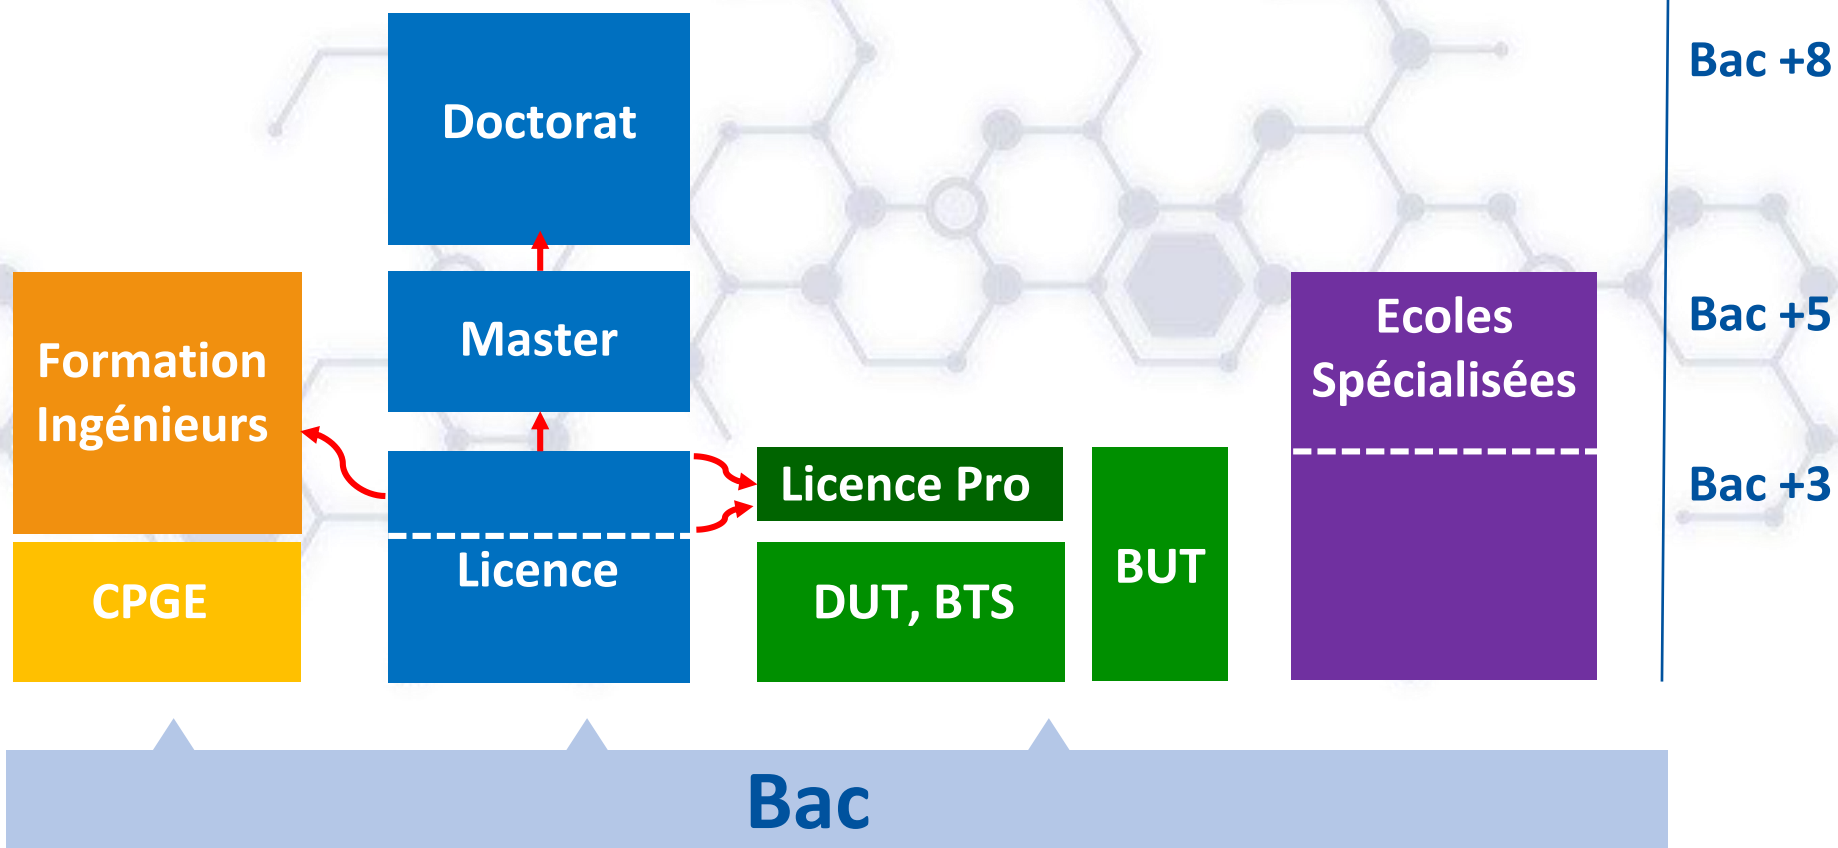 Doctorat
Bac +8
Master
Formation
Ingénieurs
Ecoles
Spécialisées
Bac +5
Licence Pro
Bac +3
CPGE
Licence
DUT, BTS
BUT
Bac